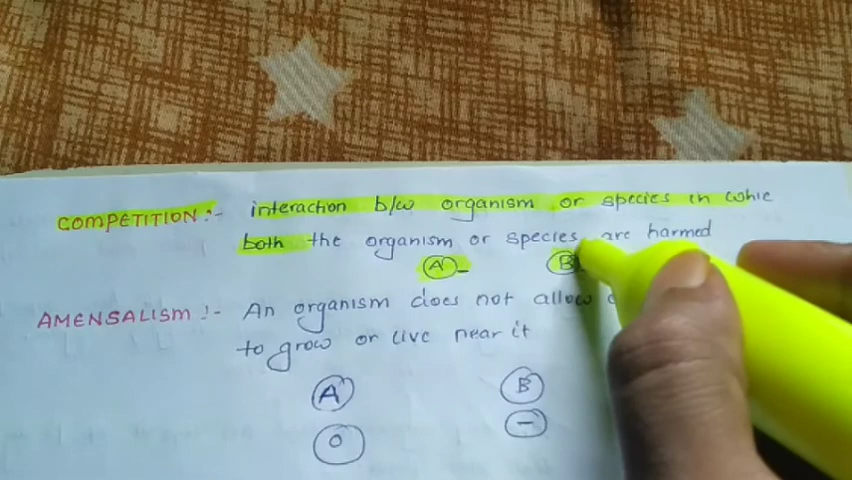 COMPETITION :- interaction b/w organism or species in whic
both the organism or species are harmed
A - B
AMENSALISM :- An organism does not allow
to grow or live near it
A B
0 -